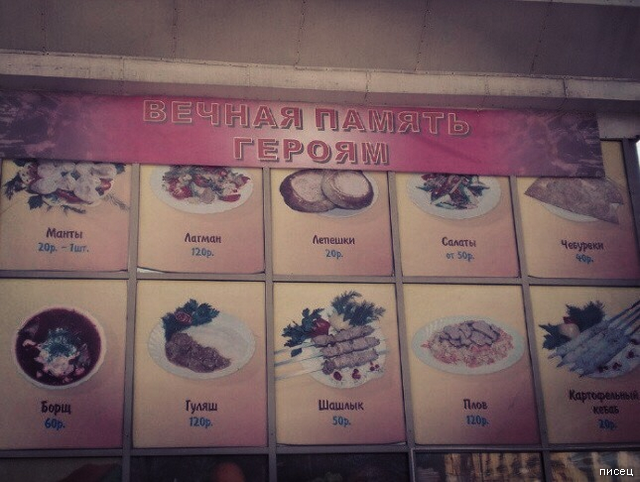 ВЕЧНАЯ ПАМЯТЬ
ГЕРОЯМ
Манты
20р. - 1шт.
Лагман
120р.
Лепешки
20р.
Салаты
от 50р.
Чебуреки
40р.
Борщ
60р.
Гуляш
120р.
Шашлык
50р.
Плов
120р.
Картофельный
кебаб
20р.
писец